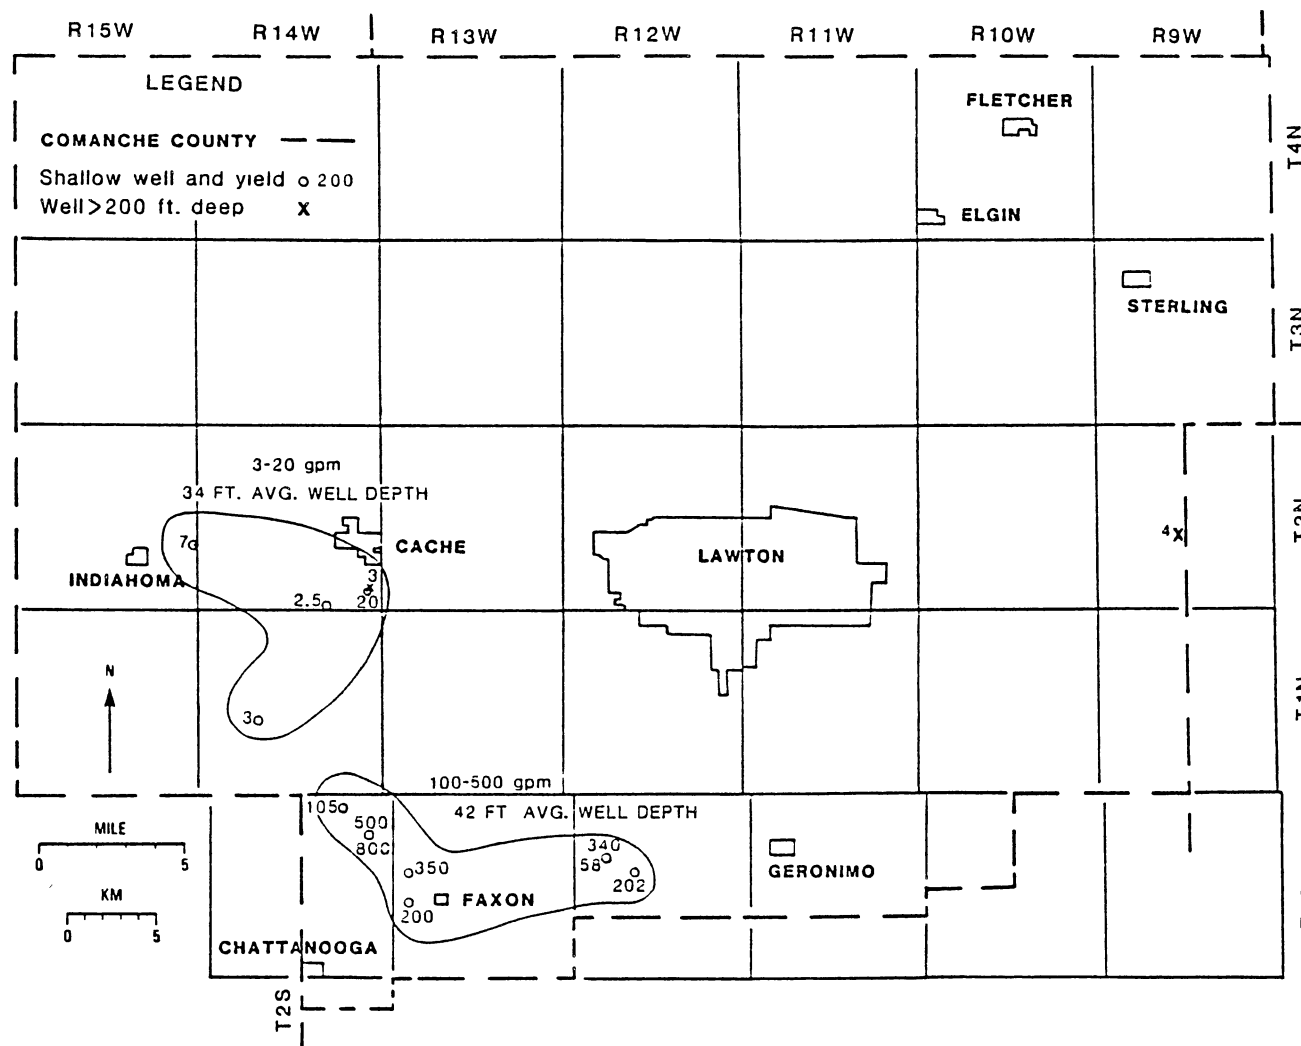 R15W R14W R13W R12W R11W R10W R9W
LEGEND
COMANCHE COUNTY
Shallow well and yield 200
Well>200 ft. deep X
FLETCHER
T4N
ELGIN
STERLING
T3N
3-20 gpm
34 FT. AVG. WELL DEPTH
7
CACHE
LAWTON
4X
INDIAHOMA
3
2.5
20
N
3
T1N
100-500 gpm
105
42 FT AVG. WELL DEPTH
500
MILE
800
340
0 5
350
58
GERONIMO
KM
202
FAXON
200
0 5
CHATTANOOGA
T2S